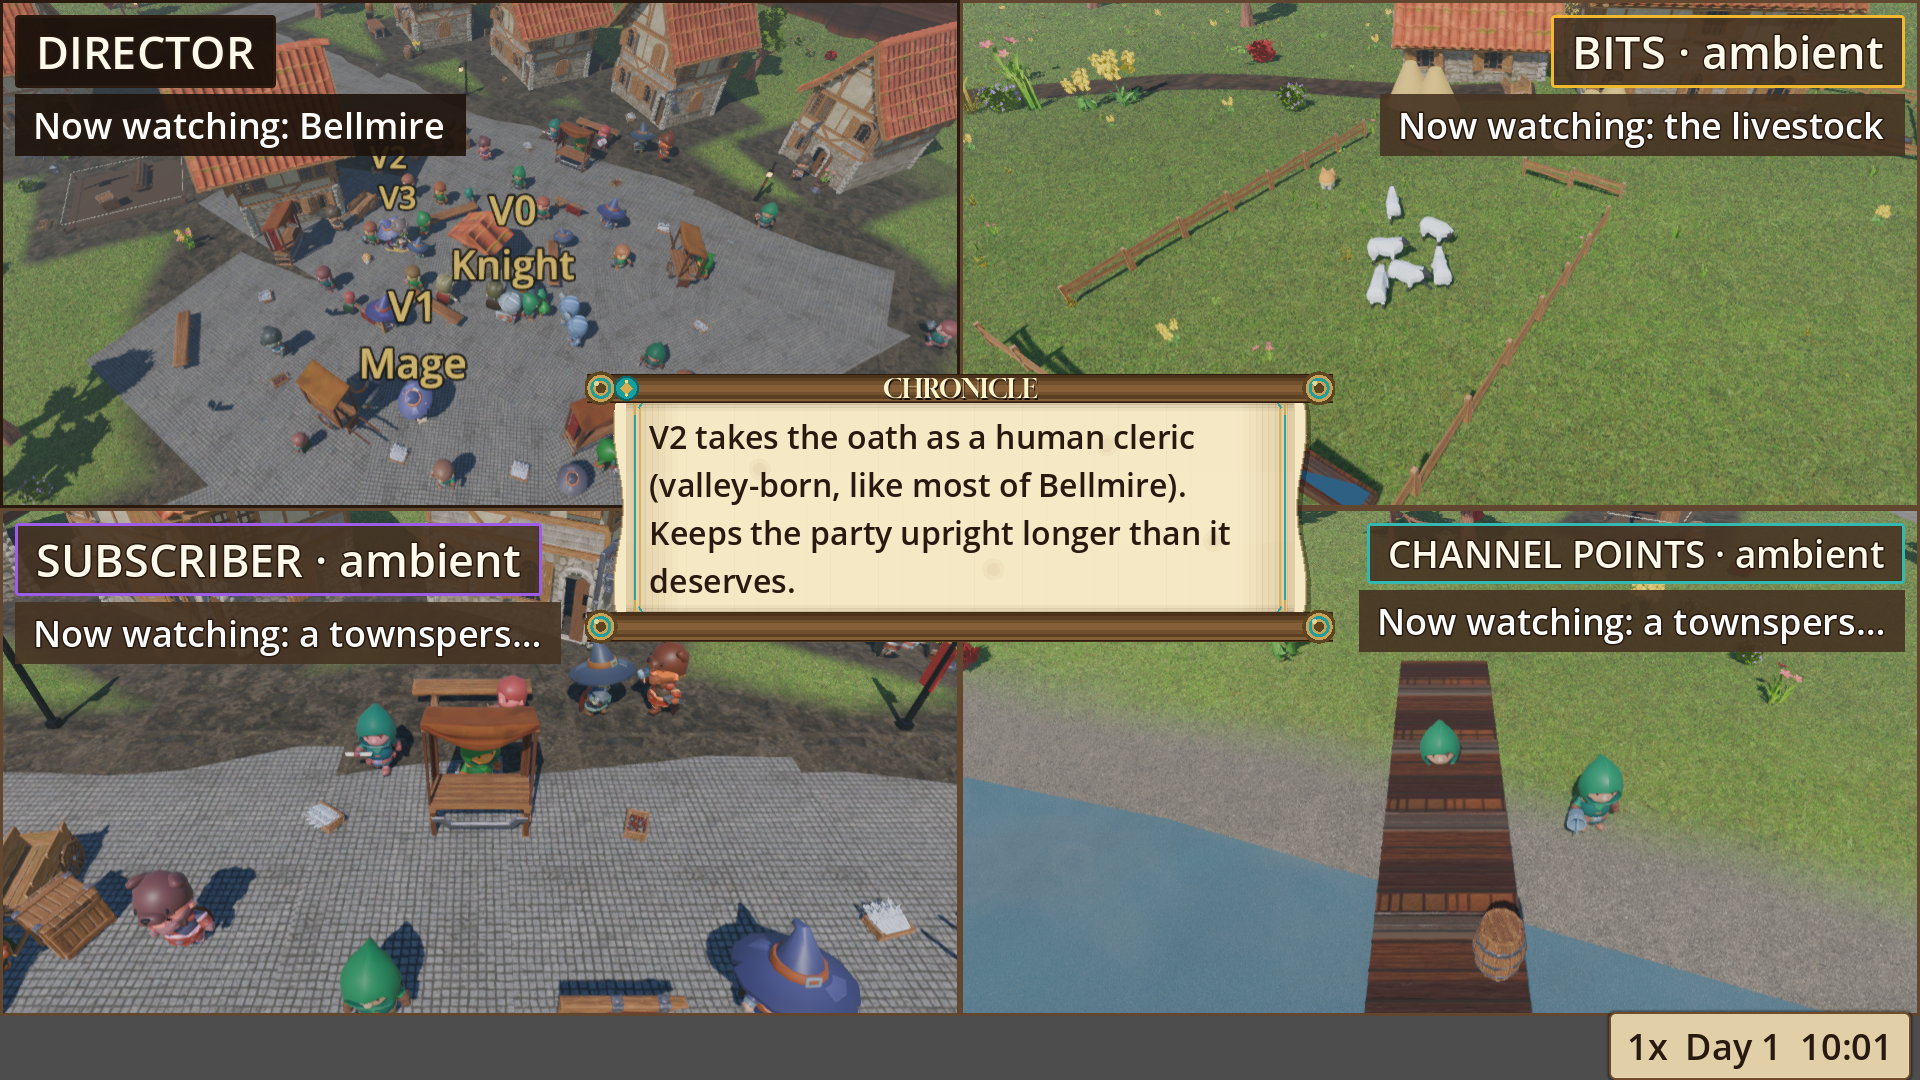 DIRECTOR
Now watching: Bellmire
V2
V3
V0
Knight
V1
Mage
BITS · ambient
Now watching: the livestock
CHRONICLE
V2 takes the oath as a human cleric
(valley-born, like most of Bellmire).
Keeps the party upright longer than it
deserves.
SUBSCRIBER · ambient
Now watching: a townspers...
CHANNEL POINTS · ambient
Now watching: a townspers...
1x Day 1 10:01